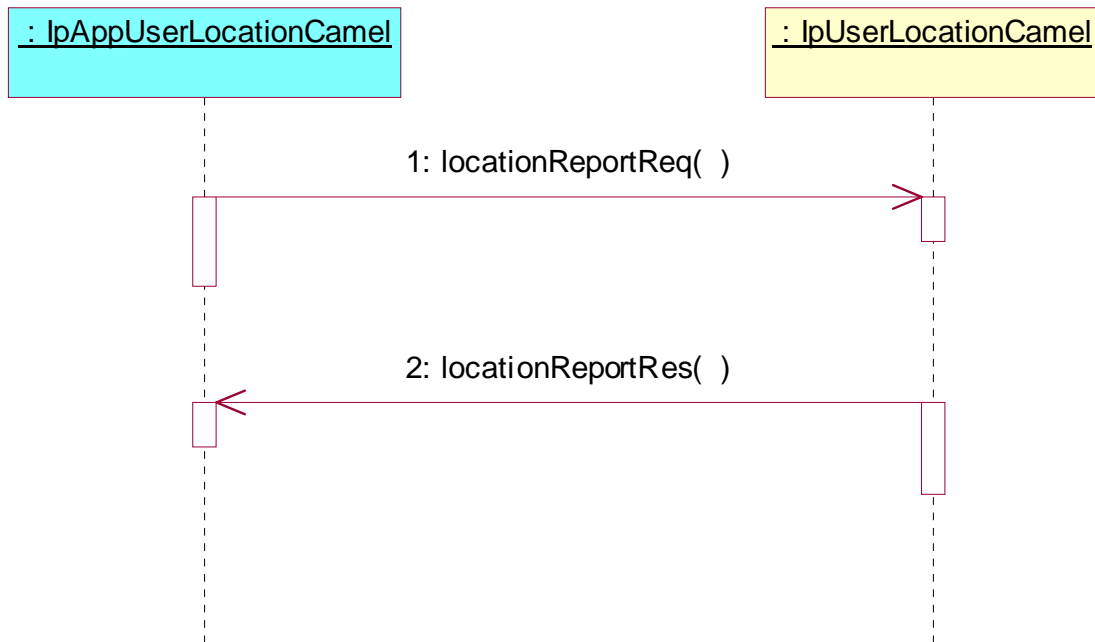 : IpAppUserLocationCamel
: IpUserLocationCamel
1: locationReportReq( )
2: locationReportRes( )